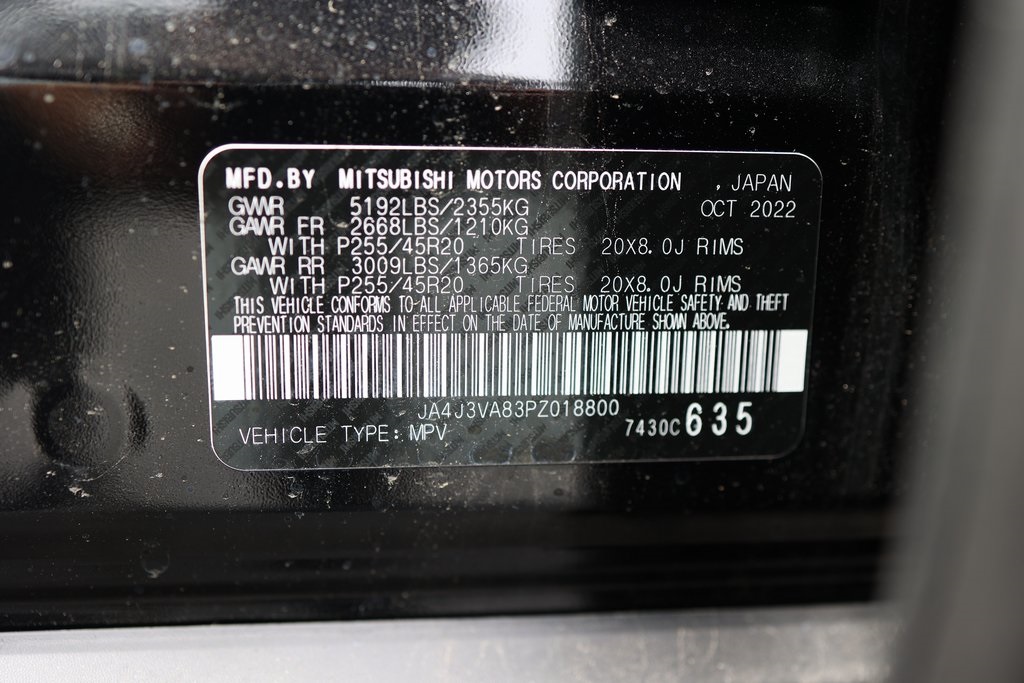 MFD.BY MITSUBISHI MOTORS CORPORATION , JAPAN
GVWR 5192LBS/2355KG OCT 2022
GAWR FR 2668LBS/1210KG
WITH P255/45R20 TIRES 20X8.0J RIMS
GAWR RR 3009LBS/1365KG
WITH P255/45R20 TIRES 20X8.0J RIMS
THIS VEHICLE CONFORMS TO ALL APPLICABLE FEDERAL MOTOR VEHICLE SAFETY AND THEFT
PREVENTION STANDARDS IN EFFECT ON THE DATE OF MANUFACTURE SHOWN ABOVE.
JA4J3VA83PZ018800
VEHICLE TYPE: MPV 7430C 635